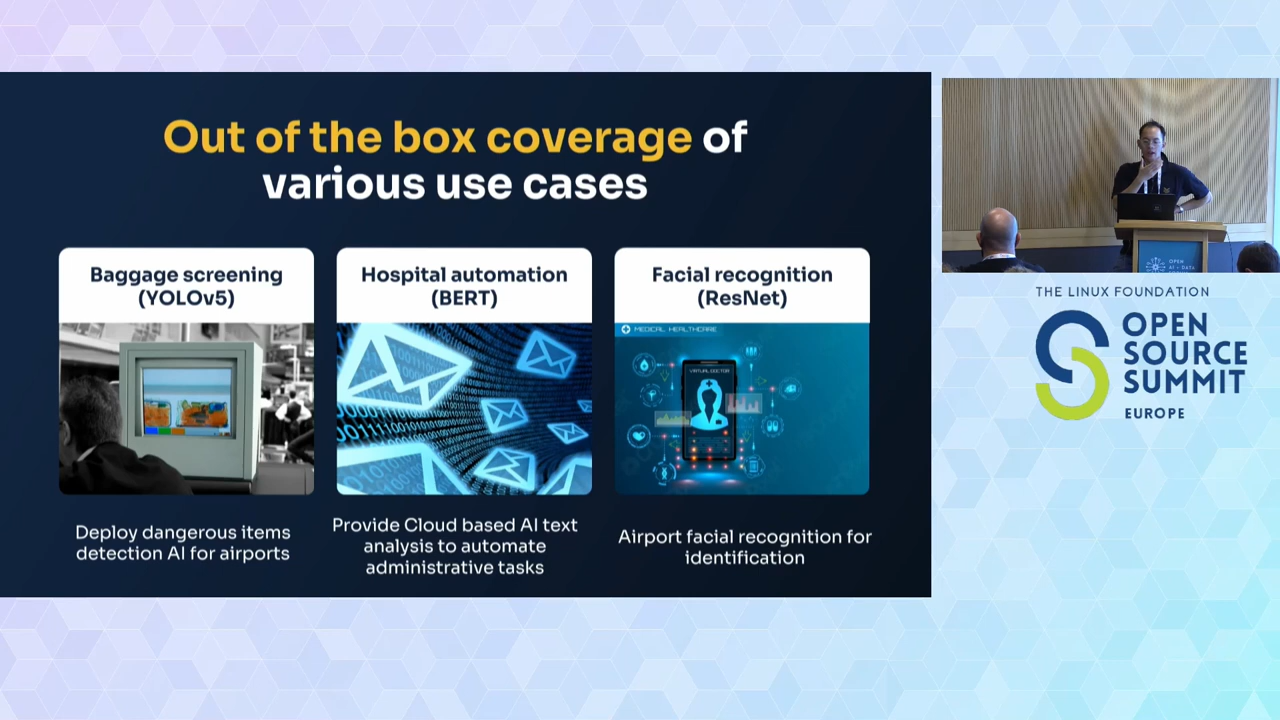 Out of the box coverage of
various use cases
Baggage screening
(YOLOv5)
Hospital automation
(BERT)
Facial recognition
(ResNet)
MEDICAL HEALTHCARE
VIRTUAL DOCTOR
Deploy dangerous items
detection AI for airports
Provide Cloud based AI text
analysis to automate
administrative tasks
Airport facial recognition for
identification
OPEN
AI + DATA
THE LINUX FOUNDATION
OPEN
SOURCE
SUMMIT
EUROPE